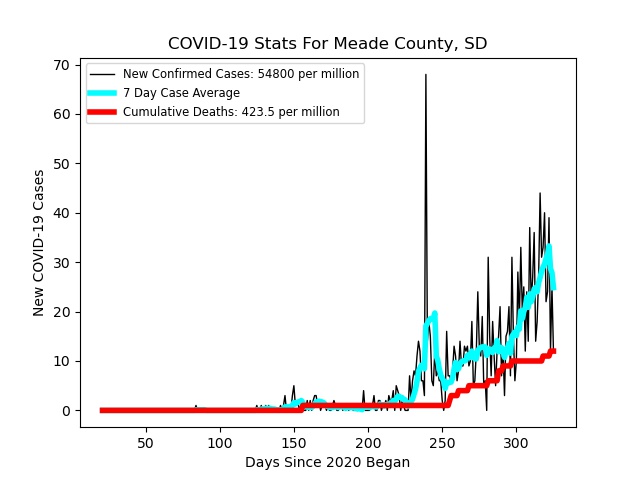 COVID-19 Stats For Meade County, SD
New Confirmed Cases: 54800 per million
7 Day Case Average
Cumulative Deaths: 423.5 per million
New COVID-19 Cases
70
60
50
40
30
20
10
0
50 100 150 200 250 300
Days Since 2020 Began